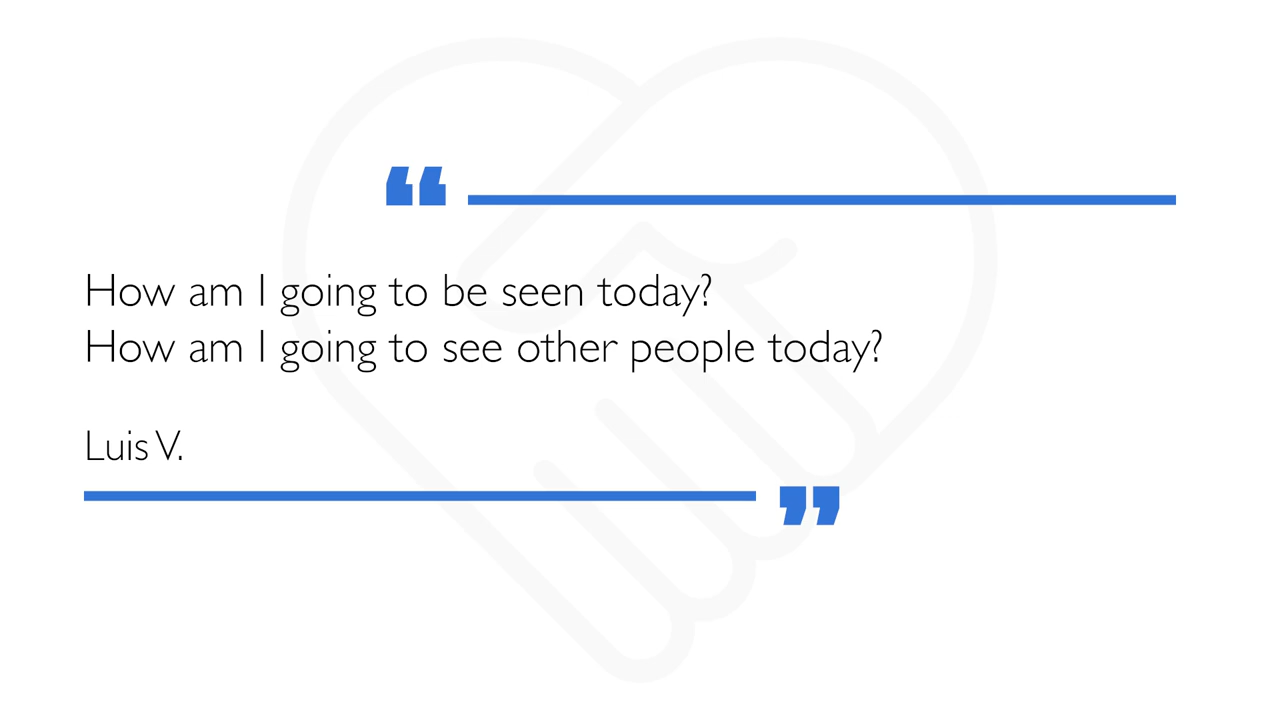 “
How am I going to be seen today?
How am I going to see other people today?
Luis V.
”